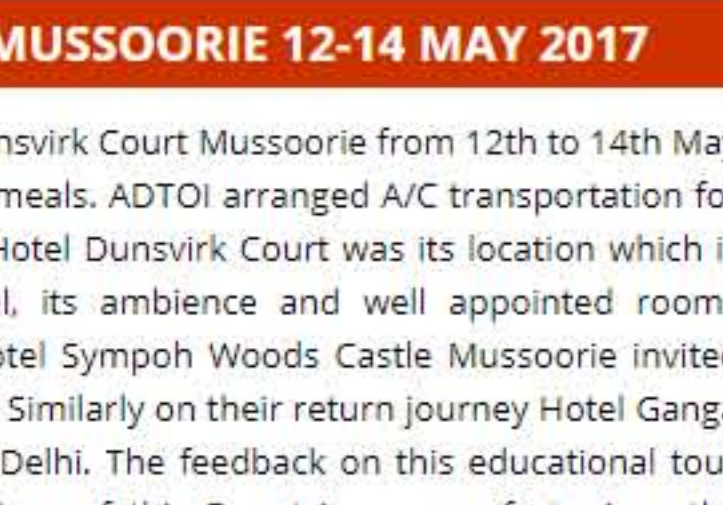 MUSSOORIE 12-14 MAY 2017
nsvirk Court Mussoorie from 12th to 14th Ma
meals. ADTOI arranged A/C transportation fo
Hotel Dunsvirk Court was its location which i
l, its ambience and well appointed room
otel Sympoh Woods Castle Mussoorie invite
Similarly on their return journey Hotel Ganga
Delhi. The feedback on this educational tou